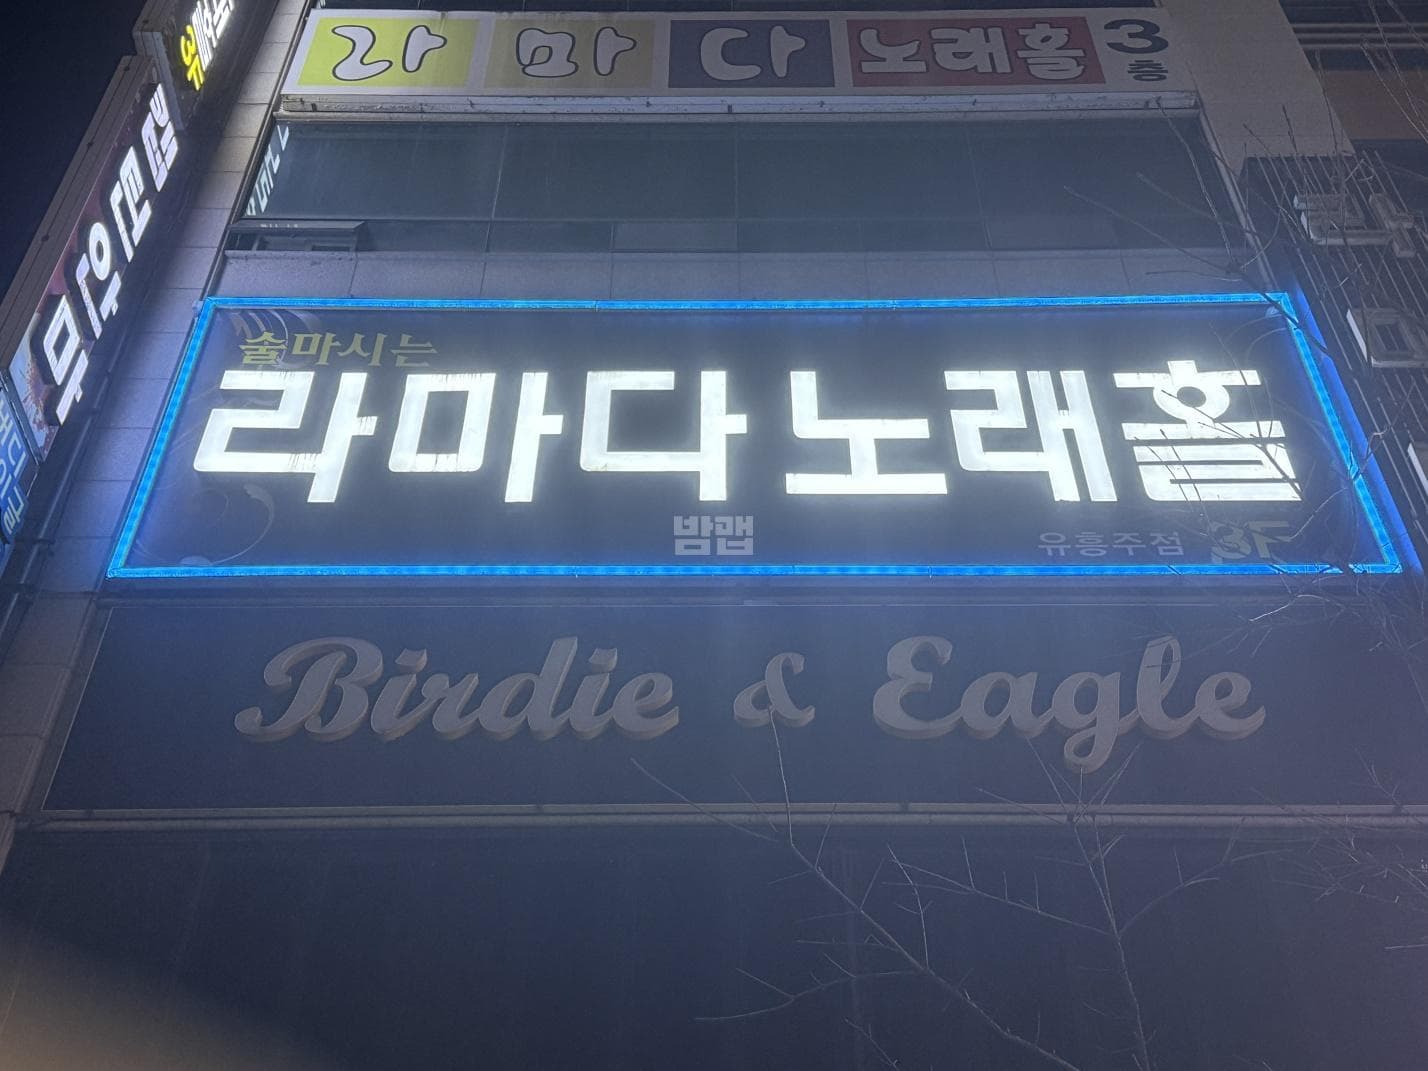 라마다 노래홀 3층
술마시는
라마다 노래홀
밤맵
유흥주점 3F
Birdie & Eagle